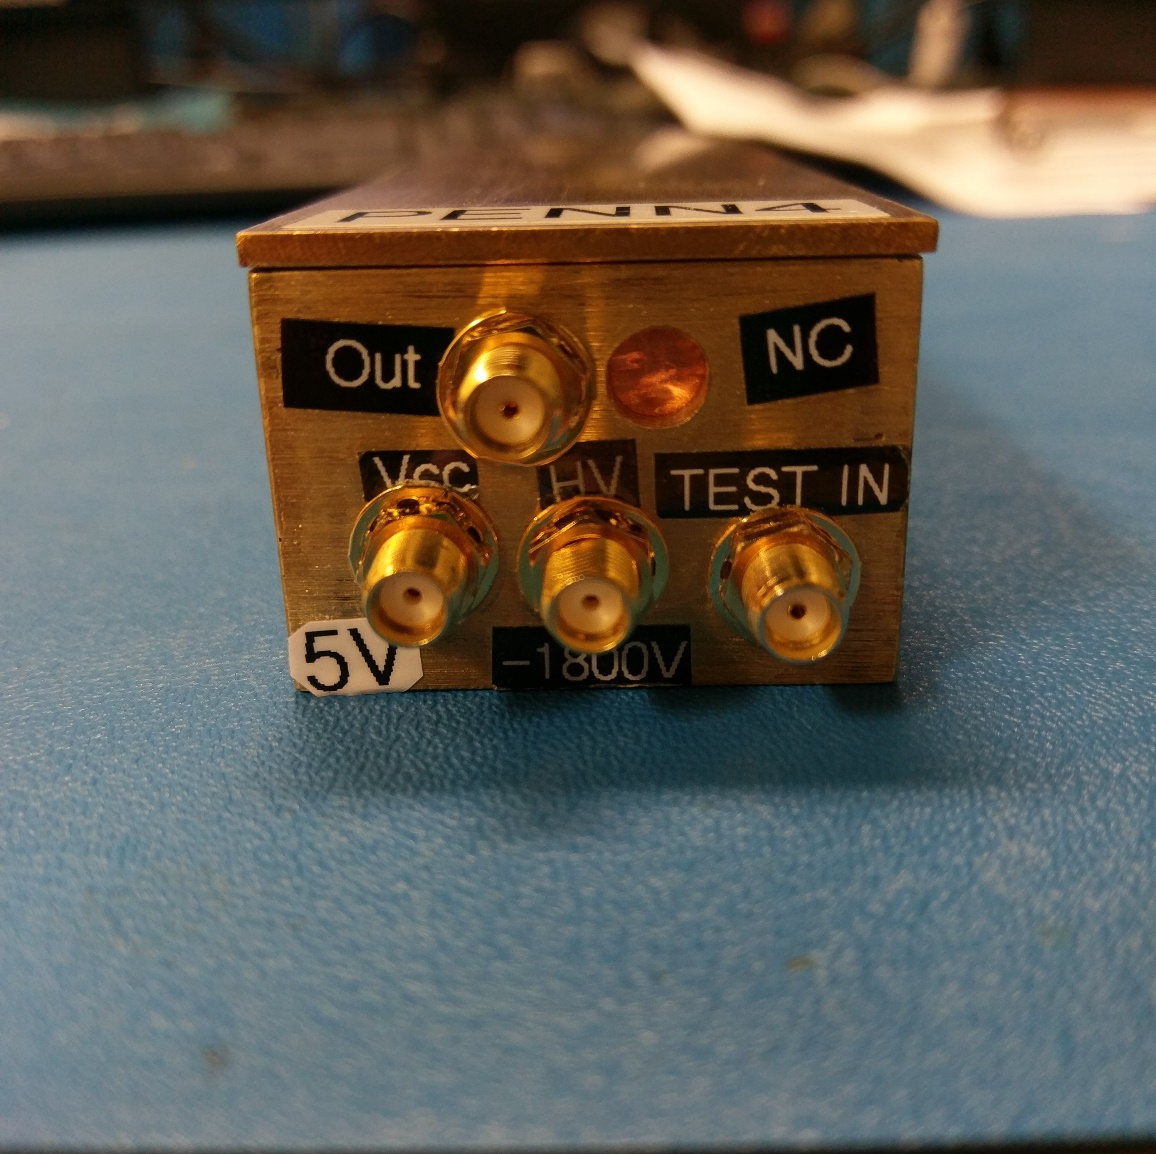 PENN4
Out
NC
Vcc
HV
TEST IN
5V
-1800V